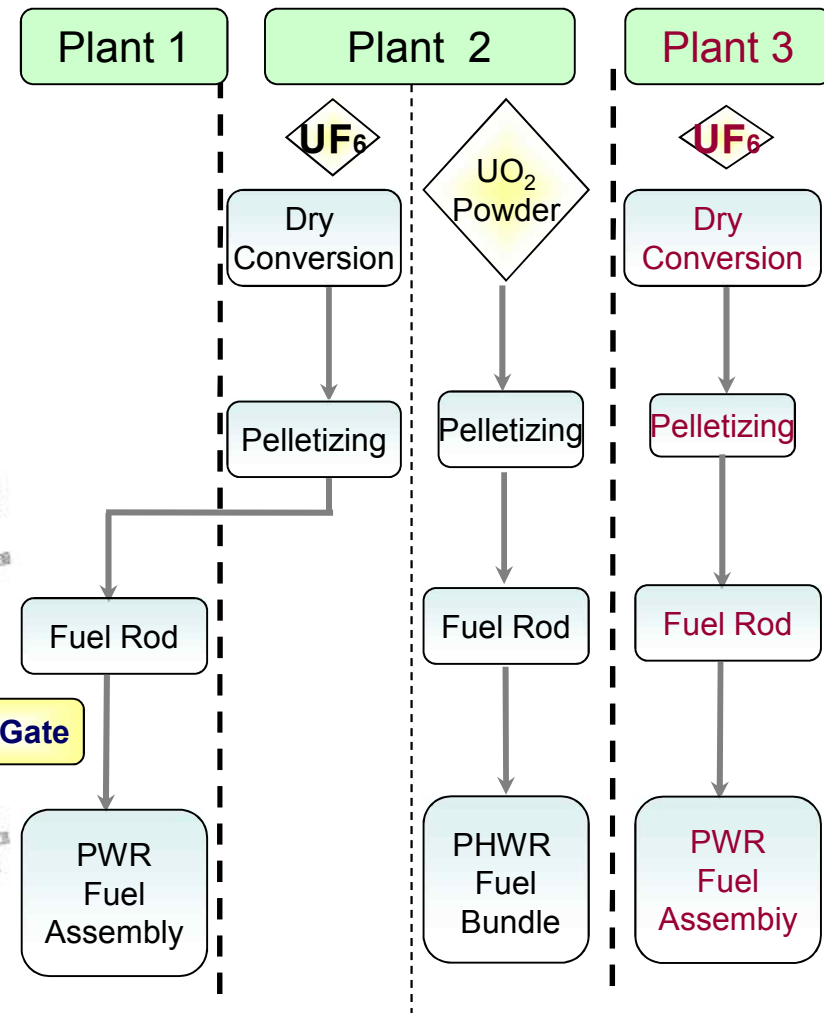 Plant 1
Plant 2
Plant 3
UF₆
UO₂
Powder
UF₆
Dry
Conversion
Dry
Conversion
Pelletizing
Pelletizing
Pelletizing
Fuel Rod
Fuel Rod
Fuel Rod
Gate
PWR
Fuel
Assembly
PHWR
Fuel
Bundle
PWR
Fuel
Assembiy